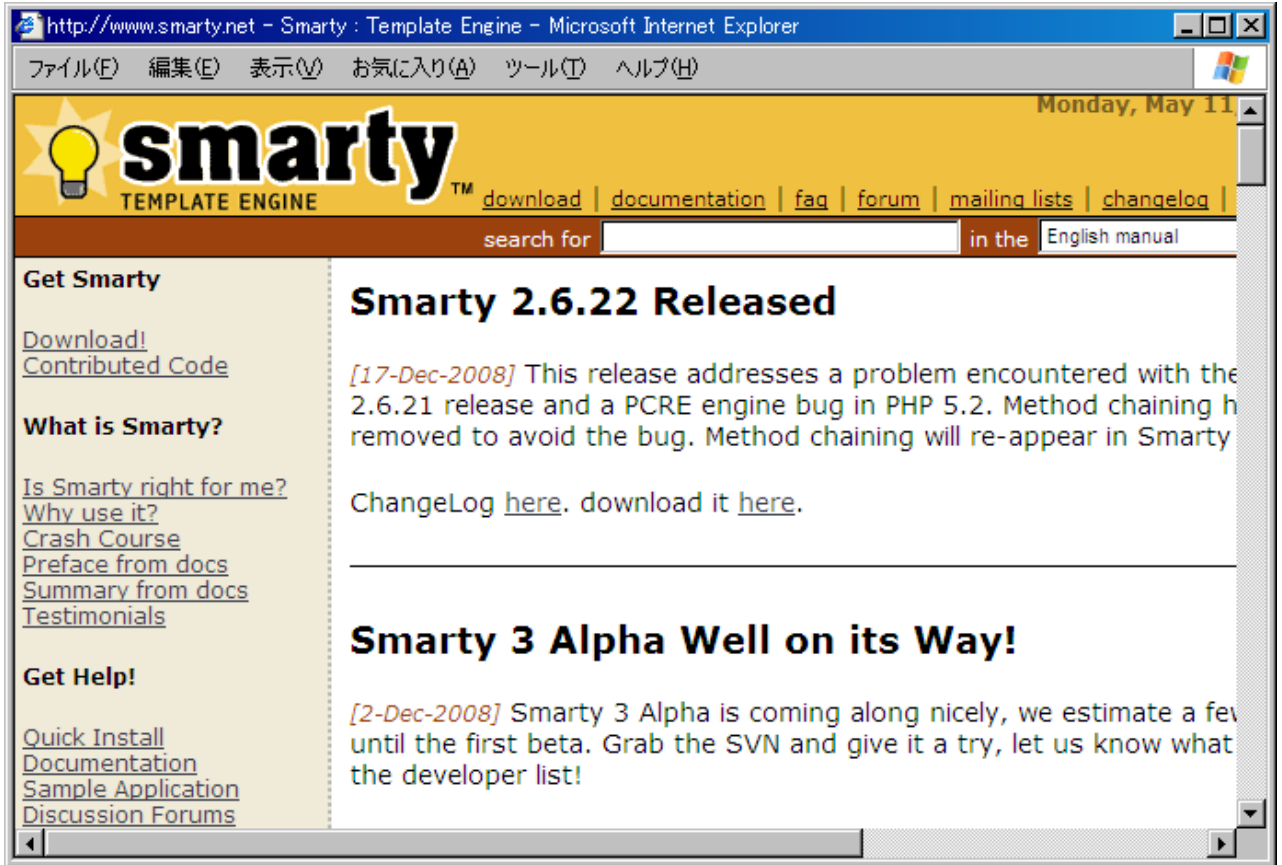 http://www.smarty.net - Smarty : Template Engine - Microsoft Internet Explorer
ファイル(F) 編集(E) 表示(V) お気に入り(A) ツール(T) ヘルプ(H)
Monday, May 11,
smarty
TEMPLATE ENGINE
TM
download | documentation | faq | forum | mailing lists | changelog |
search for in the English manual
Get Smarty
Download!
Contributed Code
What is Smarty?
Is Smarty right for me?
Why use it?
Crash Course
Preface from docs
Summary from docs
Testimonials
Get Help!
Quick Install
Documentation
Sample Application
Discussion Forums
Smarty 2.6.22 Released
[17-Dec-2008] This release addresses a problem encountered with the
2.6.21 release and a PCRE engine bug in PHP 5.2. Method chaining h
removed to avoid the bug. Method chaining will re-appear in Smarty
ChangeLog here. download it here.
Smarty 3 Alpha Well on its Way!
[2-Dec-2008] Smarty 3 Alpha is coming along nicely, we estimate a few
until the first beta. Grab the SVN and give it a try, let us know what
the developer list!